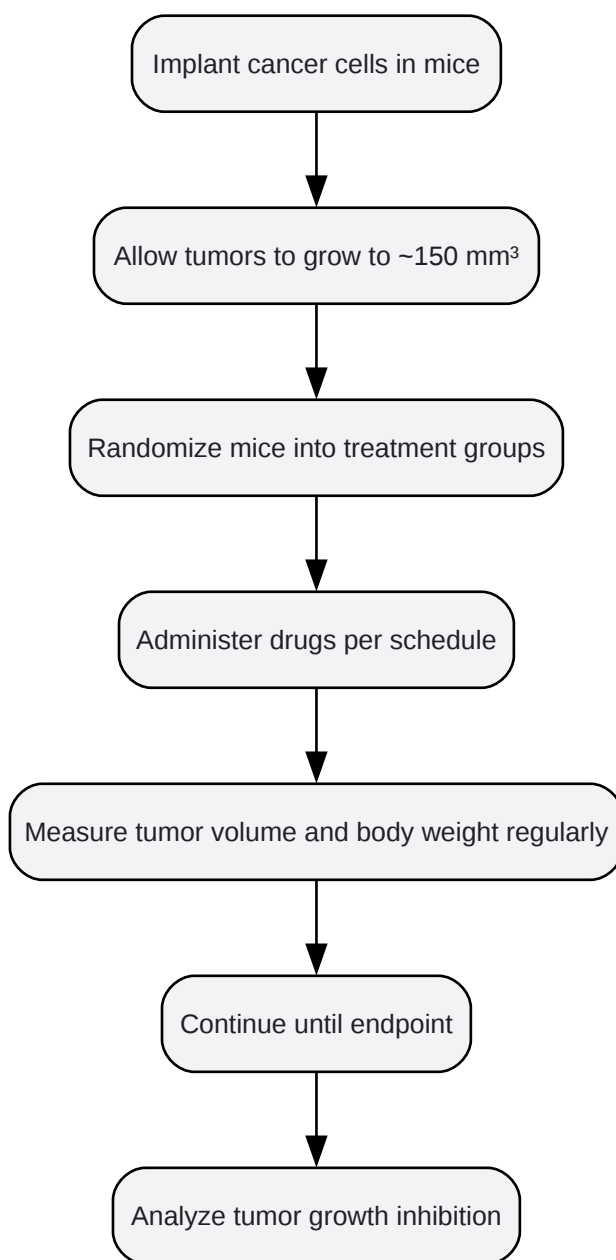 Implant cancer cells in mice
Allow tumors to grow to ~150 mm³
Randomize mice into treatment groups
Administer drugs per schedule
Measure tumor volume and body weight regularly
Continue until endpoint
Analyze tumor growth inhibition